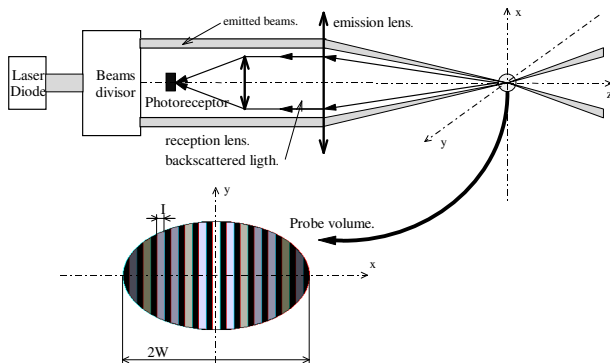 x
emitted beams.
emission lens.
Laser
Diode
Beams
divisor
Photoreceptor
z
y
reception lens.
backscattered ligth.
Probe volume.
y
I
x
2W